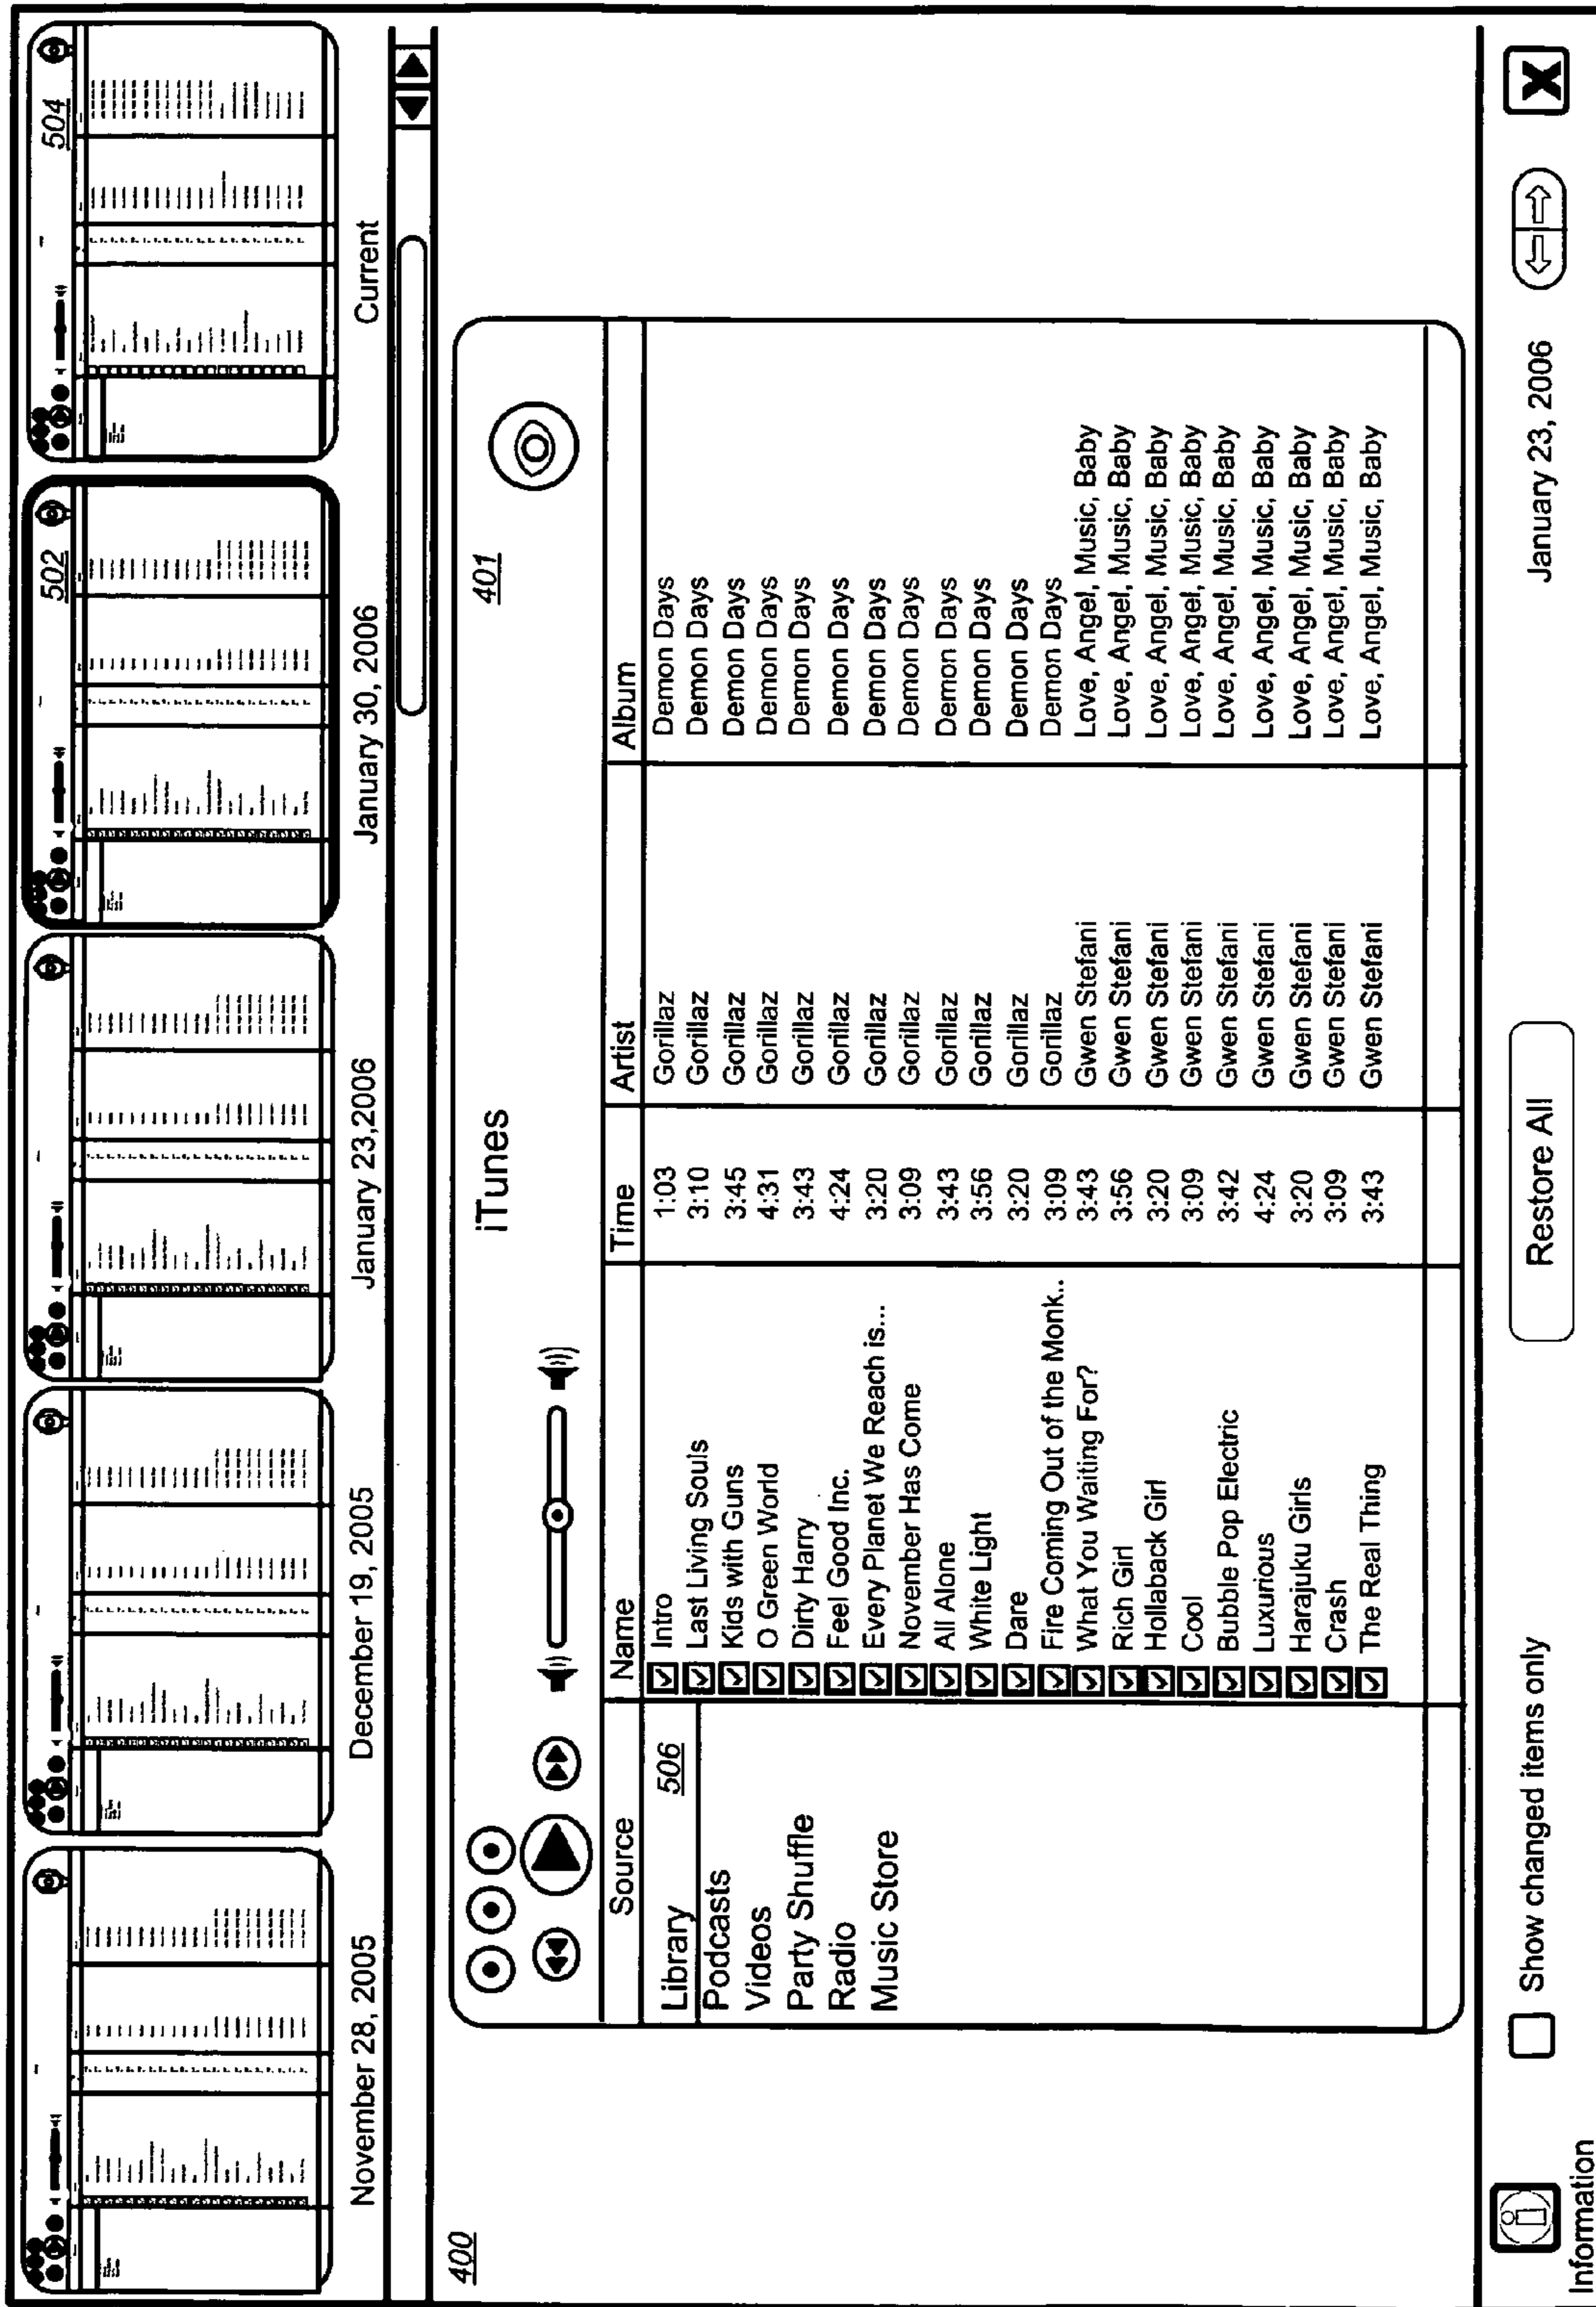 502
504
November 28, 2005
December 19, 2005
January 23,2006
January 30, 2006
Current
400
401
iTunes
Source Name Time Artist Album
Library 506
Podcasts
Videos
Party Shuffle
Radio
Music Store
Intro 1:03 Gorillaz Demon Days
Last Living Souls 3:10 Gorillaz Demon Days
Kids with Guns 3:45 Gorillaz Demon Days
O Green World 4:31 Gorillaz Demon Days
Dirty Harry 3:43 Gorillaz Demon Days
Feel Good Inc. 4:24 Gorillaz Demon Days
Every Planet We Reach is... 3:20 Gorillaz Demon Days
November Has Come 3:09 Gorillaz Demon Days
All Alone 3:43 Gorillaz Demon Days
White Light 3:56 Gorillaz Demon Days
Dare 3:20 Gorillaz Demon Days
Fire Coming Out of the Monk.. 3:09 Gorillaz Demon Days
What You Waiting For? 3:43 Gwen Stefani Love, Angel, Music, Baby
Rich Girl 3:56 Gwen Stefani Love, Angel, Music, Baby
Hollaback Girl 3:20 Gwen Stefani Love, Angel, Music, Baby
Cool 3:09 Gwen Stefani Love, Angel, Music, Baby
Bubble Pop Electric 3:42 Gwen Stefani Love, Angel, Music, Baby
Luxurious 4:24 Gwen Stefani Love, Angel, Music, Baby
Harajuku Girls 3:20 Gwen Stefani Love, Angel, Music, Baby
Crash 3:09 Gwen Stefani Love, Angel, Music, Baby
The Real Thing 3:43 Gwen Stefani Love, Angel, Music, Baby
Information
Show changed items only
Restore All
January 23, 2006
X